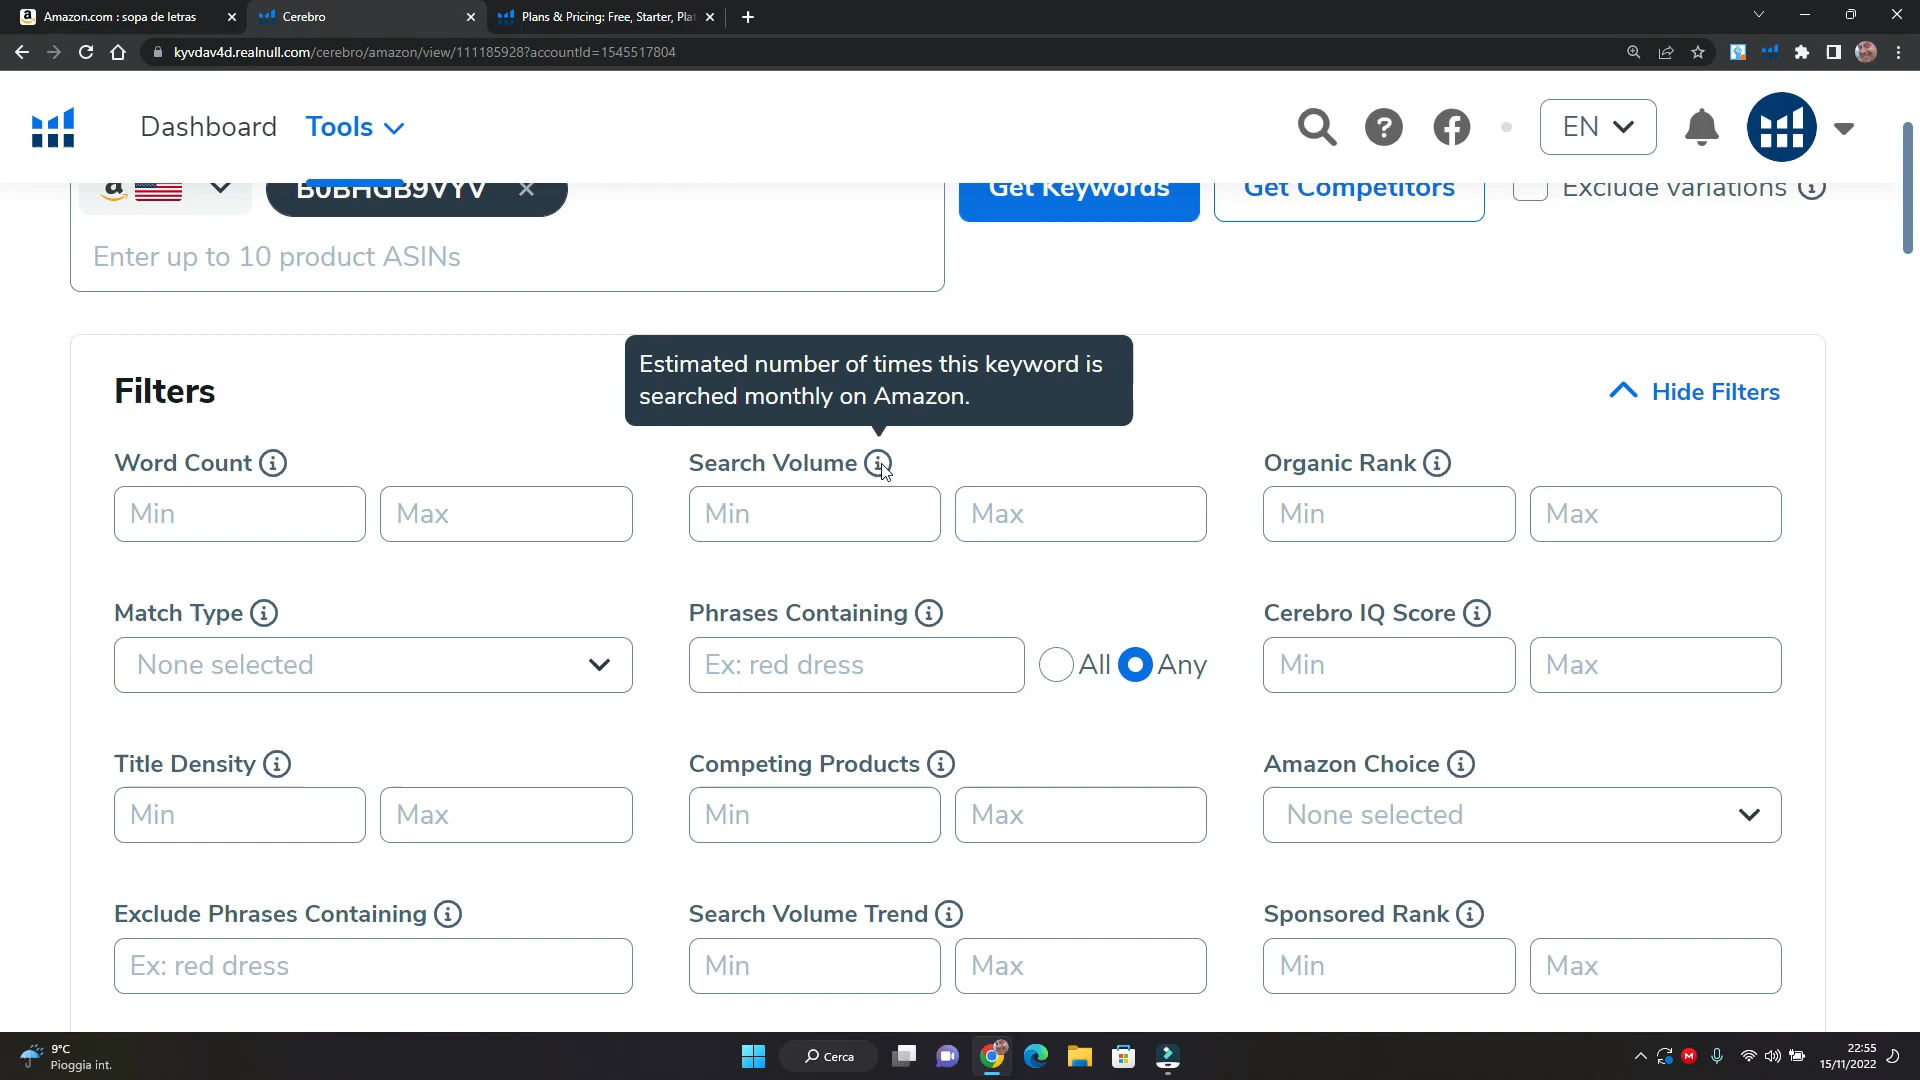 Amazon.com : sopa de letras
Cerebro
Plans & Pricing: Free, Starter, Pla
kyvdav4d.realnull.com/cerebro/amazon/view/111185928?accountId=1545517804
Dashboard
Tools
EN
B0BHGB9VYV
Get Keywords
Get Competitors
Exclude variations
Enter up to 10 product ASINs
Estimated number of times this keyword is
searched monthly on Amazon.
Filters
Hide Filters
Word Count
Search Volume
Organic Rank
Min
Max
Min
Max
Min
Max
Match Type
Phrases Containing
Cerebro IQ Score
None selected
Ex: red dress
All
Any
Min
Max
Title Density
Competing Products
Amazon Choice
Min
Max
Min
Max
None selected
Exclude Phrases Containing
Search Volume Trend
Sponsored Rank
Ex: red dress
Min
Max
Min
Max
9°C
Pioggia int.
Cerca
22:55
15/11/2022